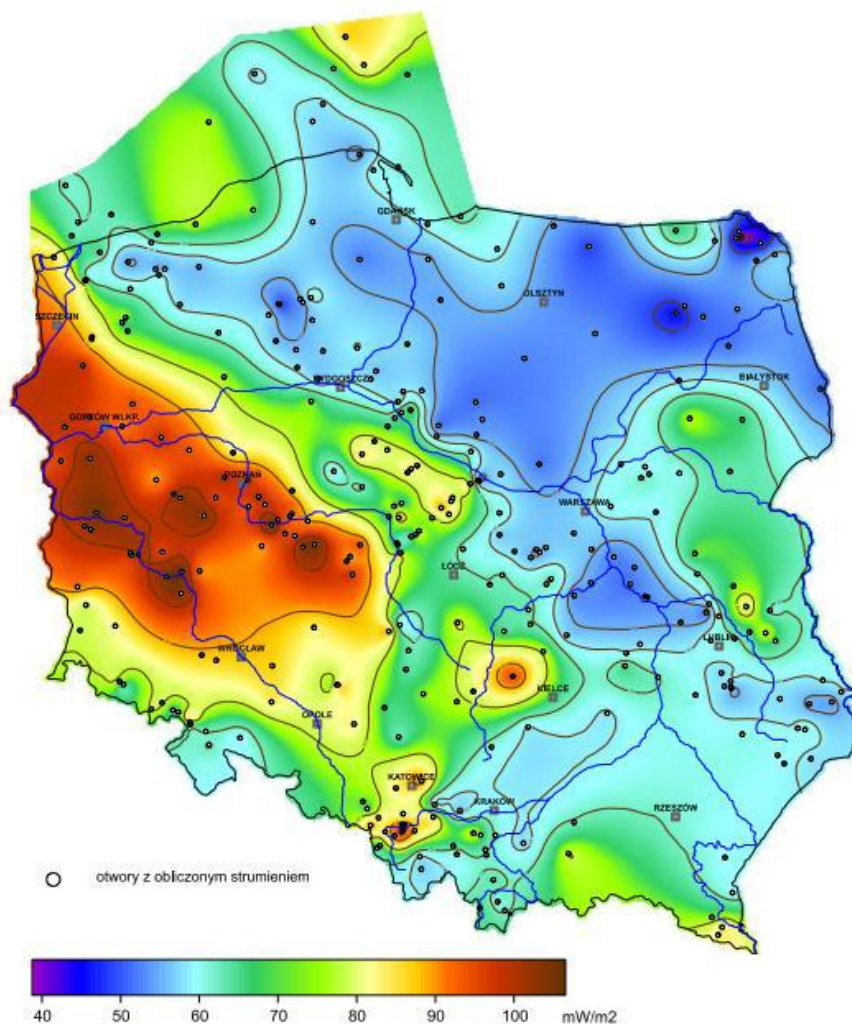 GDAŃSK
OLSZTYN
SZCZECIN
BIAŁYSTOK
BYDGOSZCZ
GORZÓW WLKP.
POZNAŃ
WARSZAWA
ŁÓDŹ
LUBLIN
WROCŁAW
KIELCE
OPOLE
KATOWICE
KRAKÓW
RZESZÓW
otwory z obliczonym strumieniem
40 50 60 70 80 90 100 mW/m2